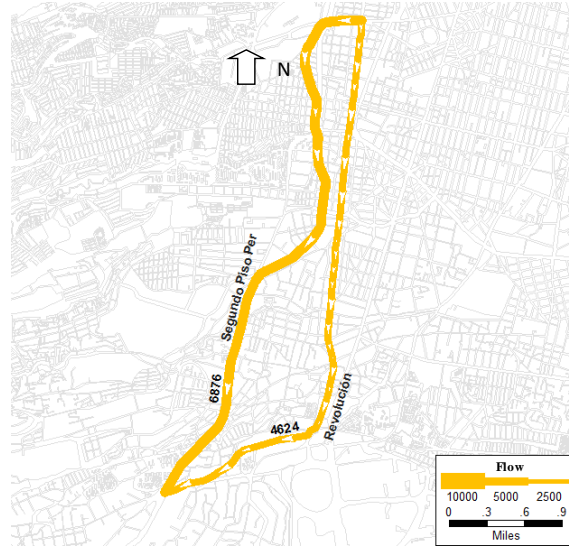 N
Segundo Piso Per
6876
4624
Revolución
Flow
10000 5000 2500
0 .3 .6 .9
Miles